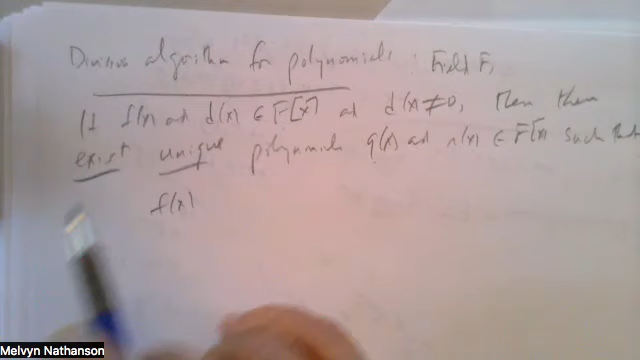 Division algorithm for polynomials: Field F,
If f(x) and d(x) ∈ F[x] and d(x) ≠ 0, Then there
exist unique polynomials q(x) and r(x) ∈ F[x] such that
f(x)
Melvyn Nathanson